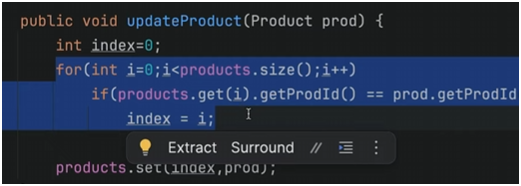 public void updateProduct(Product prod) {
int index=0;
for(int i=0;i<products.size();i++)
if(products.get(i).getProdId() == prod.getProdId
index = i;
Extract Surround //
products.set(index,prod);